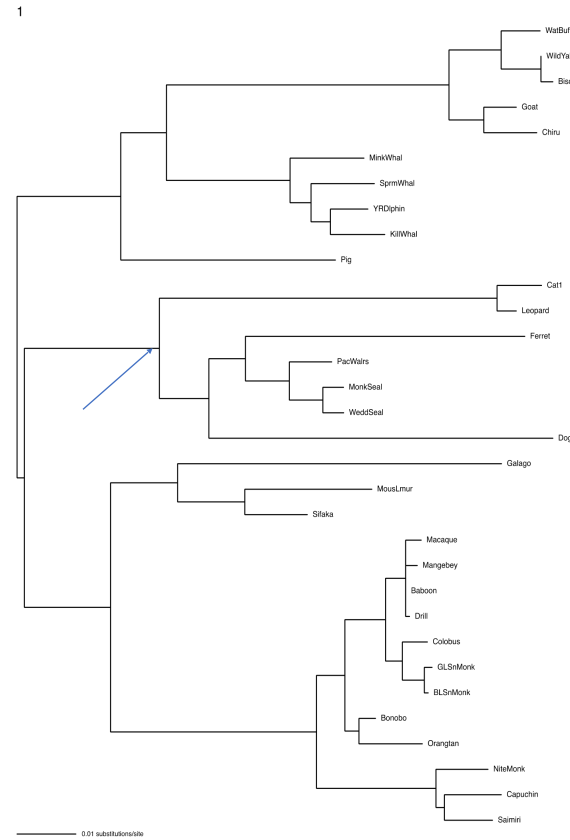 1
WatBuf
WildYa
Bis
Goat
Chiru
MinkWhal
SprmWhal
YRDlphin
KillWhal
Pig
Cat1
Leopard
Ferret
PacWalrs
MonkSeal
WeddSeal
Dog
Galago
MousLmur
Sifaka
Macaque
Mangebey
Baboon
Drill
Colobus
GLSnMonk
BLSnMonk
Bonobo
Orangtan
NiteMonk
Capuchin
Saimiri
0.01 substitutions/site